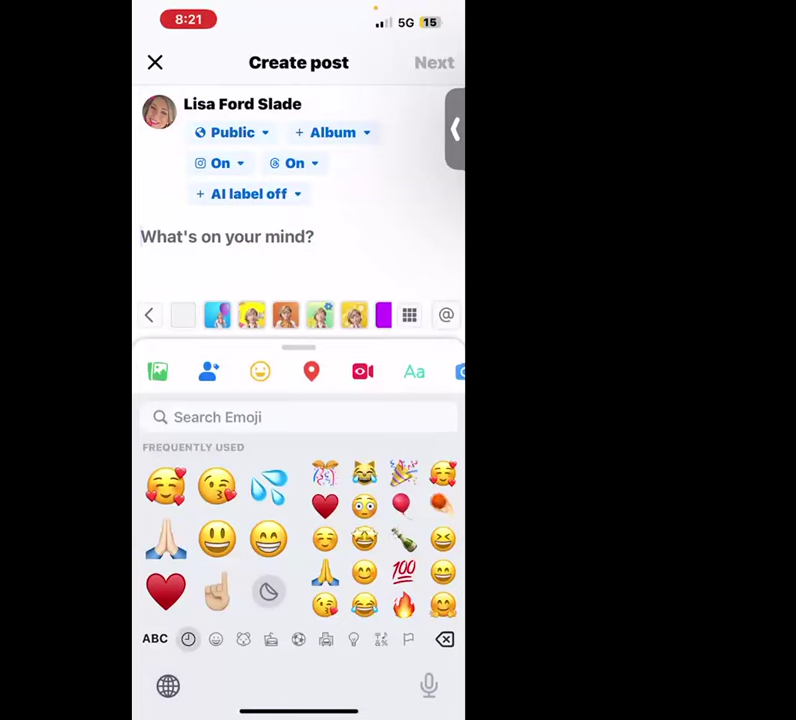 8:21
5G 15
Create post
Next
Lisa Ford Slade
Public
+ Album
On
On
+ AI label off
What's on your mind?
@
Aa
Search Emoji
FREQUENTLY USED
100
ABC